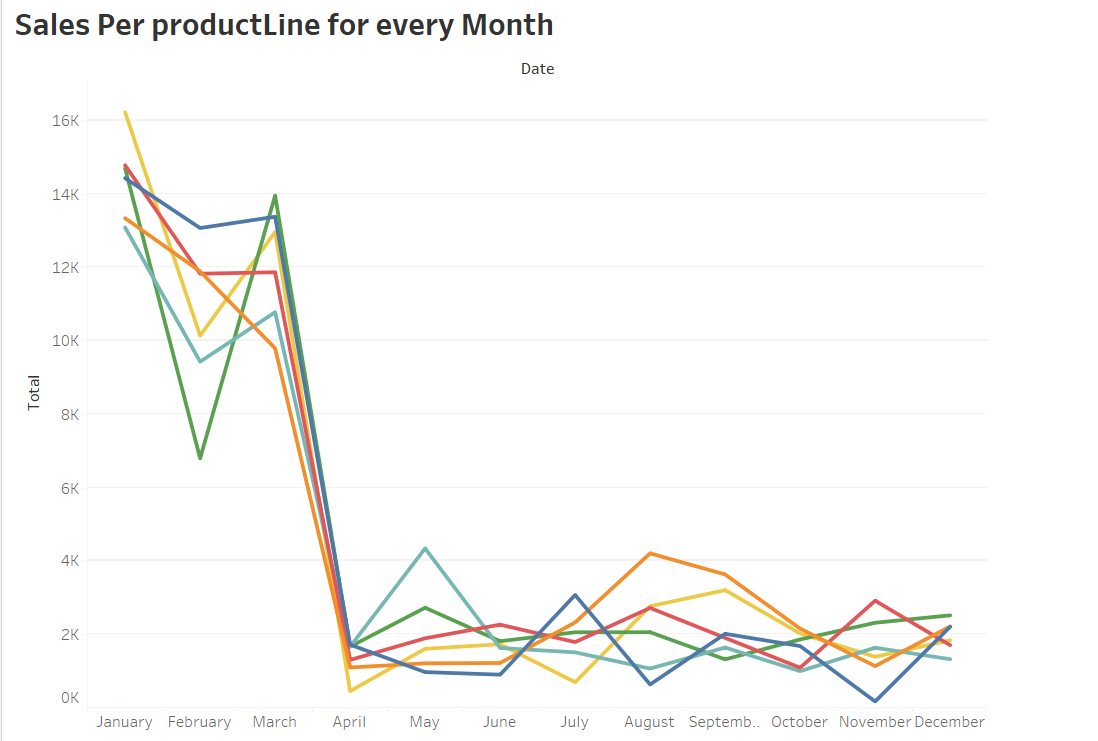 Sales Per productLine for every Month
Date
16K
14K
12K
10K
8K
6K
4K
2K
0K
Total
January February March April May June July August Septemb.. October November December